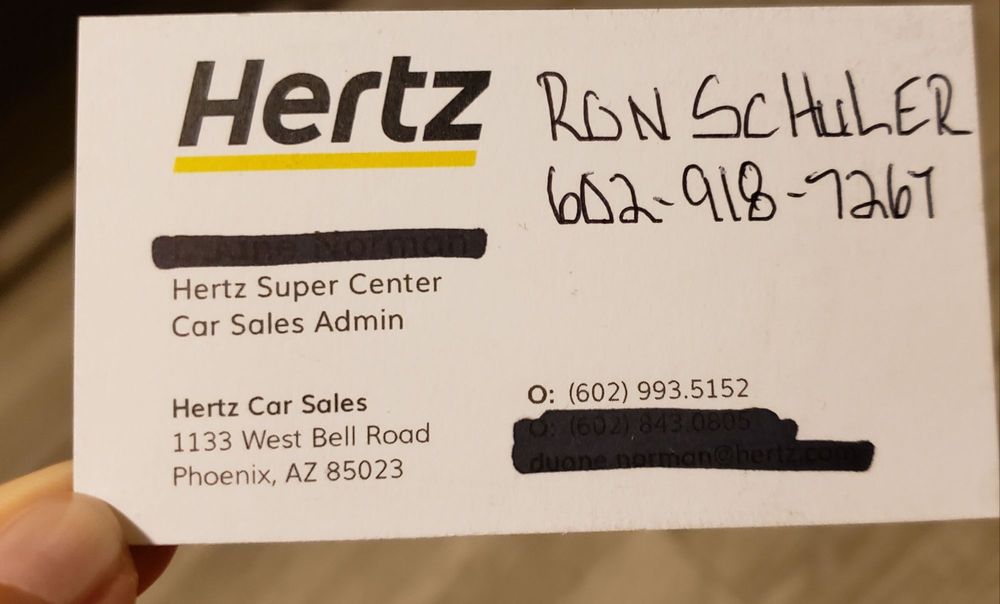 Hertz
RON SCHULER
602-918-7267
Hertz Super Center
Car Sales Admin
Hertz Car Sales
1133 West Bell Road
Phoenix, AZ 85023
O: (602) 993.5152